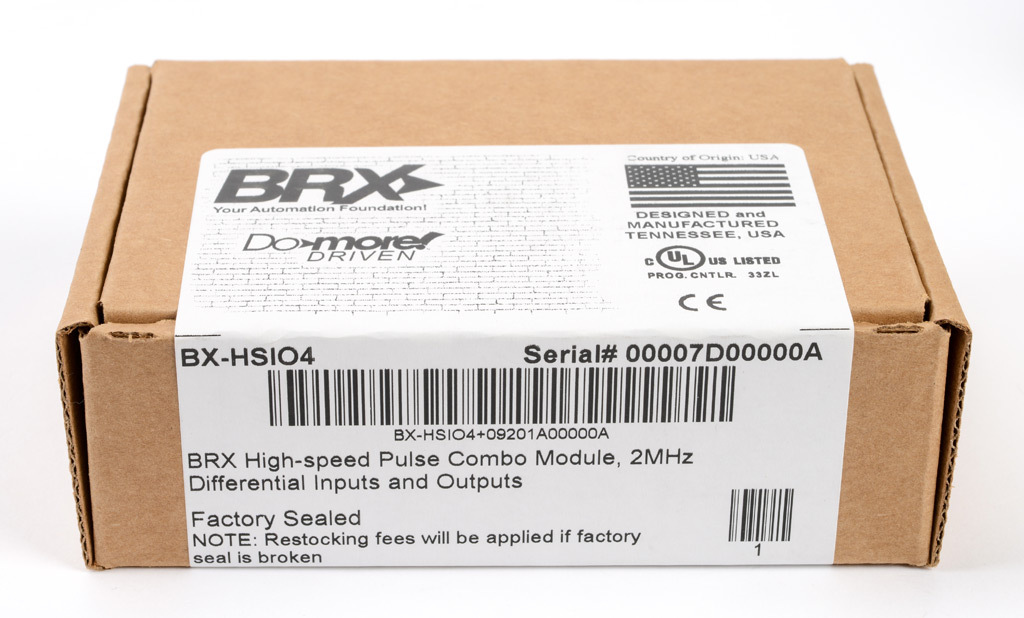 BRX
Your Automation Foundation!
Do-more!
DRIVEN
Country of Origin: USA
DESIGNED and
MANUFACTURED
TENNESSEE, USA
C UL US LISTED
PROG. CNTLR. 33ZL
CE
BX-HSIO4
Serial# 00007D00000A
BX-HSIO4+09201A00000A
BRX High-speed Pulse Combo Module, 2MHz
Differential Inputs and Outputs
Factory Sealed
NOTE: Restocking fees will be applied if factory
seal is broken
1